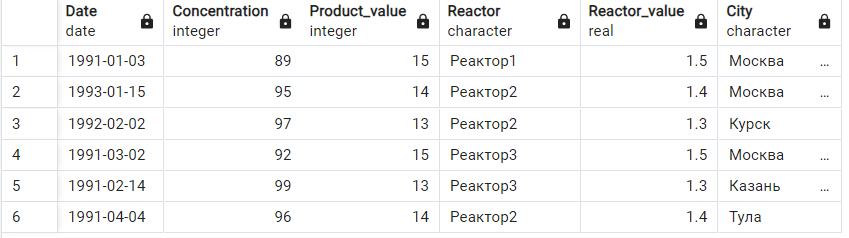 Date Concentration Product_value Reactor Reactor_value City
date integer integer character real character
1 1991-01-03 89 15 Реактор1 1.5 Москва ...
2 1993-01-15 95 14 Реактор2 1.4 Москва ...
3 1992-02-02 97 13 Реактор2 1.3 Курск
4 1991-03-02 92 15 Реактор3 1.5 Москва ...
5 1991-02-14 99 13 Реактор3 1.3 Казань ...
6 1991-04-04 96 14 Реактор2 1.4 Тула